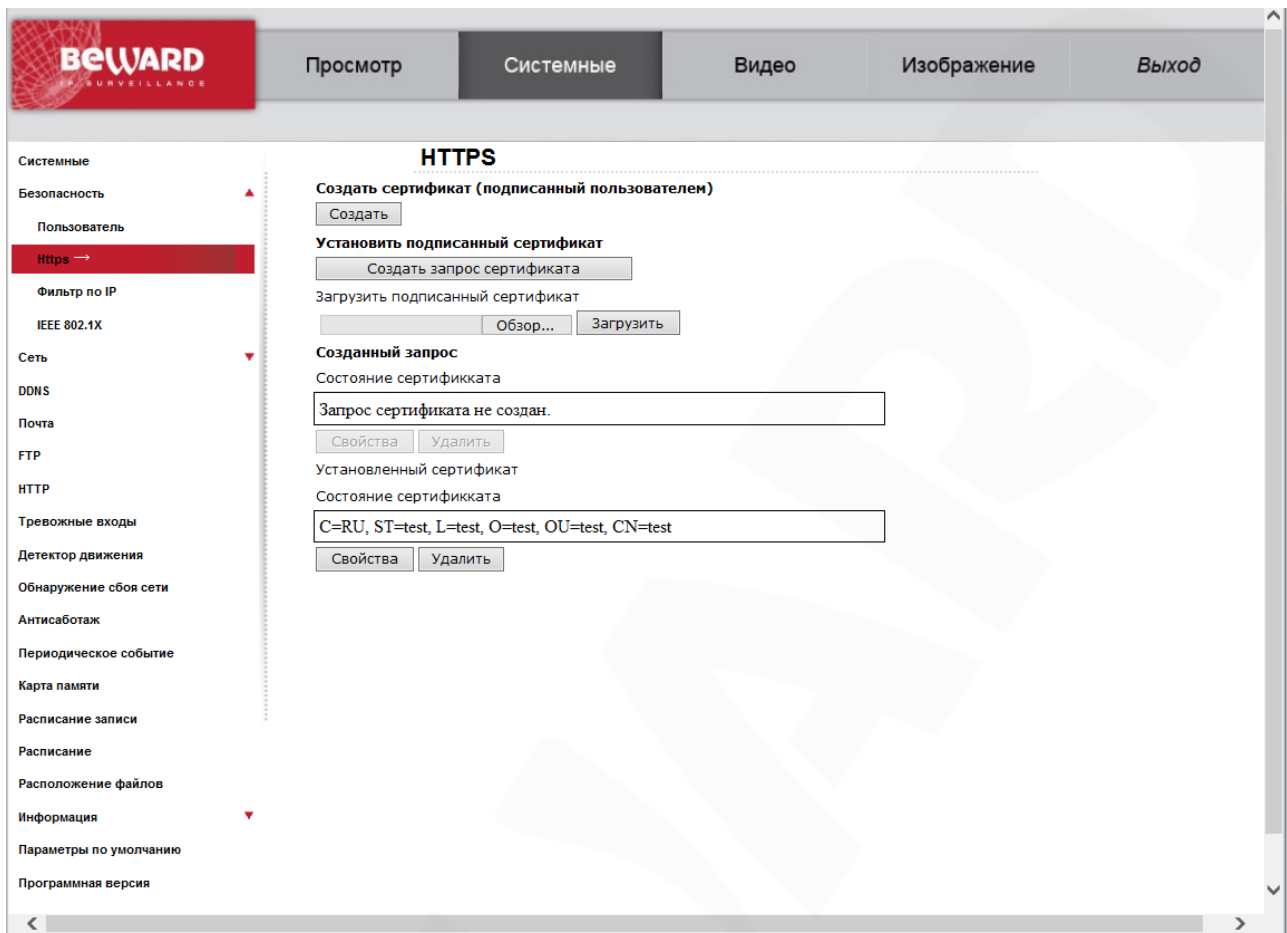 BEWARD
IP SURVEILLANCE
Просмотр
Системные
Видео
Изображение
Выход
Системные
Безопасность
Пользователь
Https →
Фильтр по IP
IEEE 802.1X
Сеть
DDNS
Почта
FTP
HTTP
Тревожные входы
Детектор движения
Обнаружение сбоя сети
Антисаботаж
Периодическое событие
Карта памяти
Расписание записи
Расписание
Расположение файлов
Информация
Параметры по умолчанию
Программная версия
HTTPS
Создать сертификат (подписанный пользователем)
Создать
Установить подписанный сертификат
Создать запрос сертификата
Загрузить подписанный сертификат
Обзор... Загрузить
Созданный запрос
Состояние сертификката
Запрос сертификата не создан.
Свойства Удалить
Установленный сертификат
Состояние сертификката
C=RU, ST=test, L=test, O=test, OU=test, CN=test
Свойства Удалить